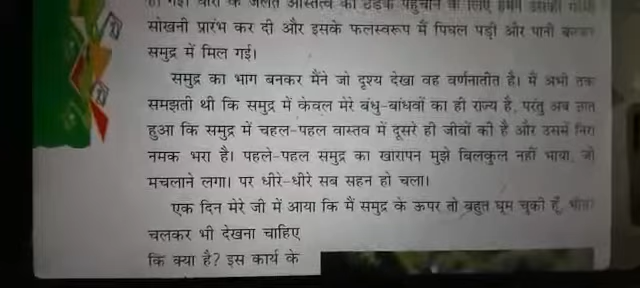 सोखनी प्रारंभ कर दी और इसके फलस्वरूप मैं पिघल पड़ी और पानी बनकर
समुद्र में मिल गई।
समुद्र का भाग बनकर मैंने जो दृश्य देखा वह वर्णनातीत है। मैं अभी तक
समझती थी कि समुद्र में केवल मेरे बंधु-बांधवों का ही राज्य है, परंतु अब ज्ञात
हुआ कि समुद्र में चहल-पहल वास्तव में दूसरे ही जीवों की है और उसमें निरा
नमक भरा है। पहले-पहल समुद्र का खारापन मुझे बिलकुल नहीं भाया, जी
मचलाने लगा। पर धीरे-धीरे सब सहन हो चला।
एक दिन मेरे जी में आया कि मैं समुद्र के ऊपर तो बहुत घूम चुकी हूँ, भीतर
चलकर भी देखना चाहिए
कि क्या है? इस कार्य के